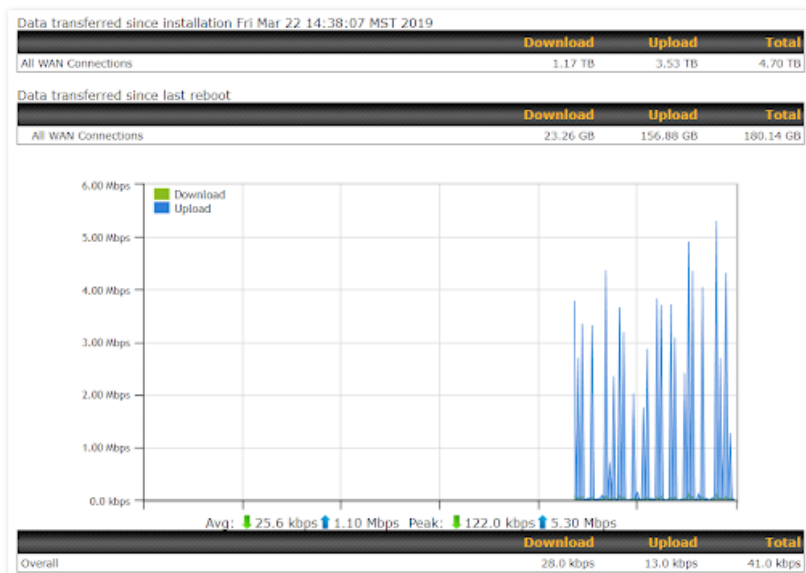 Data transferred since installation Fri Mar 22 14:38:07 MST 2019
Download Upload Total
All WAN Connections 1.17 TB 3.53 TB 4.70 TB
Data transferred since last reboot
Download Upload Total
All WAN Connections 23.26 GB 156.88 GB 180.14 GB
6.00 Mbps
Download
Upload
5.00 Mbps
4.00 Mbps
3.00 Mbps
2.00 Mbps
1.00 Mbps
0.0 kbps
Avg: 25.6 kbps 1.10 Mbps Peak: 122.0 kbps 5.30 Mbps
Download Upload Total
Overall 28.0 kbps 13.0 kbps 41.0 kbps